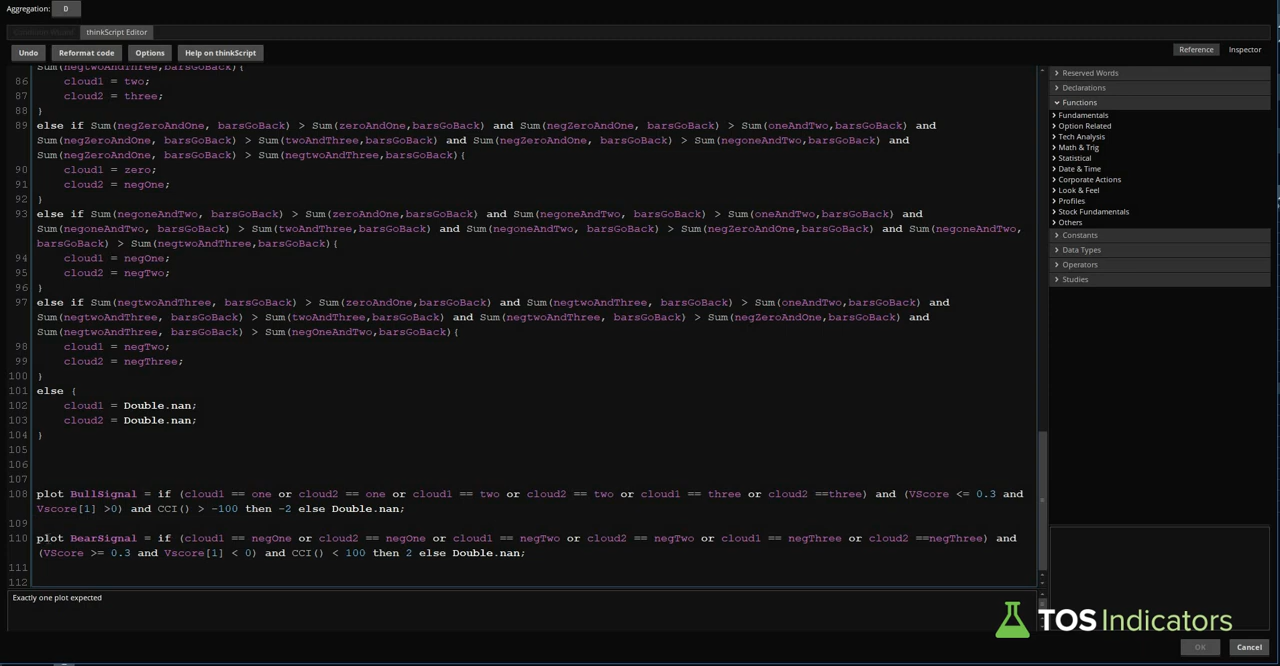 Aggregation: D
thinkScript Editor
Undo Reformat code Options Help on thinkScript
Reference Inspector
Sum(negtwoAndThree,barsGoBack){
86 cloud1 = two;
87 cloud2 = three;
88 }
89 else if Sum(negZeroAndOne, barsGoBack) > Sum(zeroAndOne,barsGoBack) and Sum(negZeroAndOne, barsGoBack) > Sum(oneAndTwo,barsGoBack) and
Sum(negZeroAndOne, barsGoBack) > Sum(twoAndThree,barsGoBack) and Sum(negZeroAndOne, barsGoBack) > Sum(negoneAndTwo,barsGoBack) and
Sum(negZeroAndOne, barsGoBack) > Sum(negtwoAndThree,barsGoBack){
90 cloud1 = zero;
91 cloud2 = negOne;
92 }
93 else if Sum(negoneAndTwo, barsGoBack) > Sum(zeroAndOne,barsGoBack) and Sum(negoneAndTwo, barsGoBack) > Sum(oneAndTwo,barsGoBack) and
Sum(negoneAndTwo, barsGoBack) > Sum(twoAndThree,barsGoBack) and Sum(negoneAndTwo, barsGoBack) > Sum(negZeroAndOne,barsGoBack) and Sum(negoneAndTwo,
barsGoBack) > Sum(negtwoAndThree,barsGoBack){
94 cloud1 = negOne;
95 cloud2 = negTwo;
96 }
97 else if Sum(negtwoAndThree, barsGoBack) > Sum(zeroAndOne,barsGoBack) and Sum(negtwoAndThree, barsGoBack) > Sum(oneAndTwo,barsGoBack) and
Sum(negtwoAndThree, barsGoBack) > Sum(twoAndThree,barsGoBack) and Sum(negtwoAndThree, barsGoBack) > Sum(negZeroAndOne,barsGoBack) and
Sum(negtwoAndThree, barsGoBack) > Sum(negOneAndTwo,barsGoBack){
98 cloud1 = negTwo;
99 cloud2 = negThree;
100 }
101 else {
102 cloud1 = Double.nan;
103 cloud2 = Double.nan;
104 }
105
106
107
108 plot BullSignal = if (cloud1 == one or cloud2 == one or cloud1 == two or cloud2 == two or cloud1 == three or cloud2 ==three) and (VScore <= 0.3 and
Vscore[1] >0) and CCI() > -100 then -2 else Double.nan;
109
110 plot BearSignal = if (cloud1 == negOne or cloud2 == negOne or cloud1 == negTwo or cloud2 == negTwo or cloud1 == negThree or cloud2 ==negThree) and
(VScore >= 0.3 and Vscore[1] < 0) and CCI() < 100 then 2 else Double.nan;
111
112
Reserved Words
Declarations
Functions
Fundamentals
Option Related
Tech Analysis
Math & Trig
Statistical
Date & Time
Corporate Actions
Look & Feel
Profiles
Stock Fundamentals
Others
Constants
Data Types
Operators
Studies
Exactly one plot expected
TOS Indicators
OK Cancel